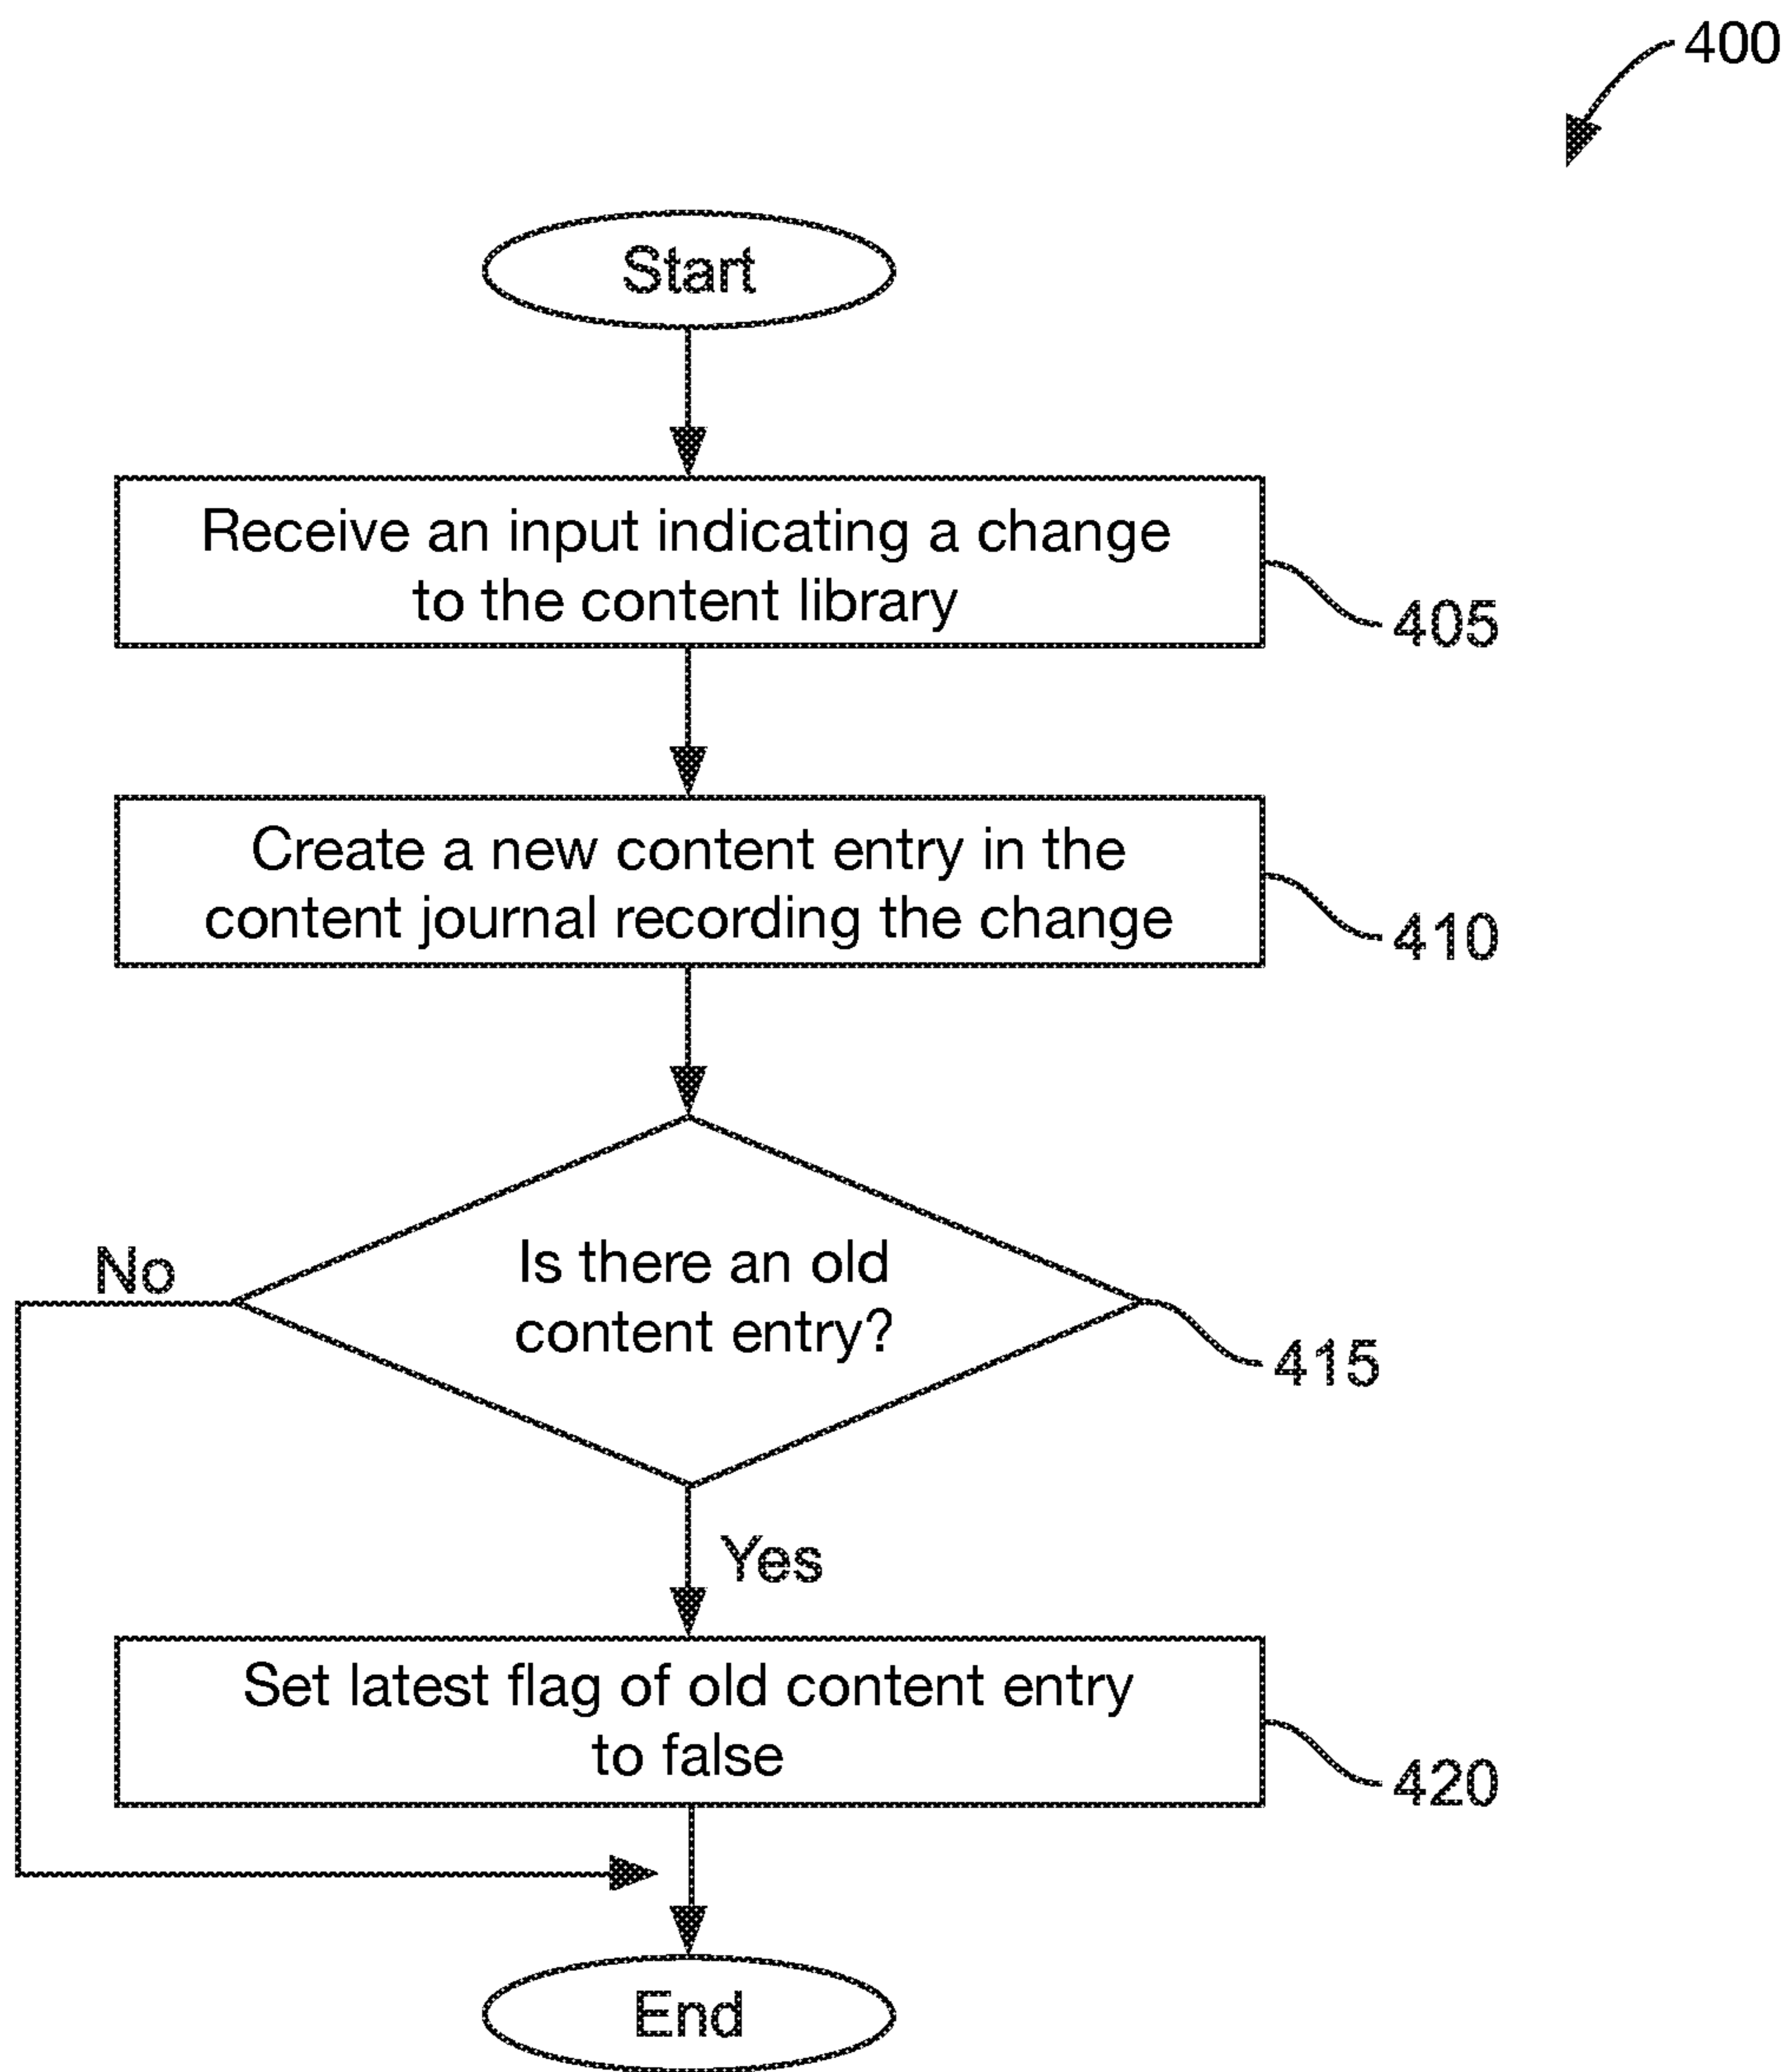 400
Start
Receive an input indicating a change
to the content library
405
Create a new content entry in the
content journal recording the change
410
Is there an old
content entry?
No
415
Yes
Set latest flag of old content entry
to false
420
End